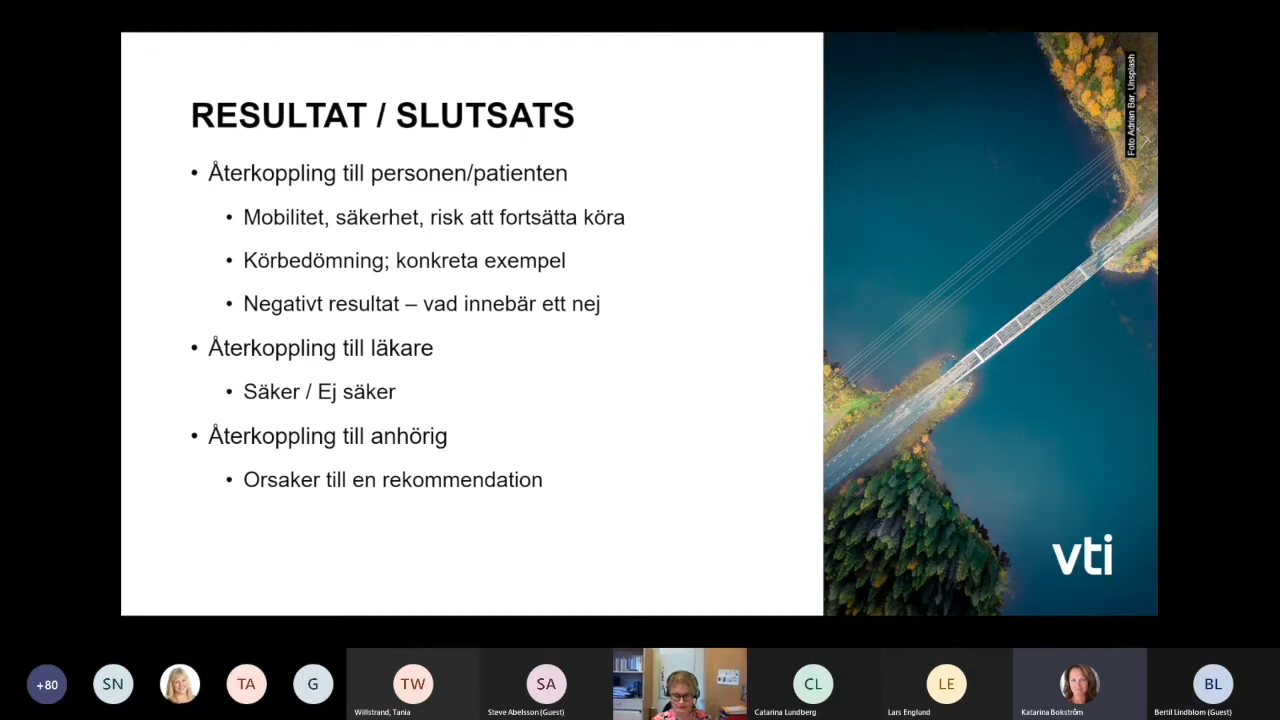 RESULTAT / SLUTSATS
• Återkoppling till personen/patienten
• Mobilitet, säkerhet, risk att fortsätta köra
• Körbedömning; konkreta exempel
• Negativt resultat – vad innebär ett nej
• Återkoppling till läkare
• Säker / Ej säker
• Återkoppling till anhörig
• Orsaker till en rekommendation
Foto Adrian Bar, Unsplash
vti
+80
SN
TA
G
TW
Willstrand, Tania
SA
Steve Abelsson (Guest)
CL
Catarina Lundberg
LE
Lars Englund
Katarina Bokström
BL
Bertil Lindblom (Guest)